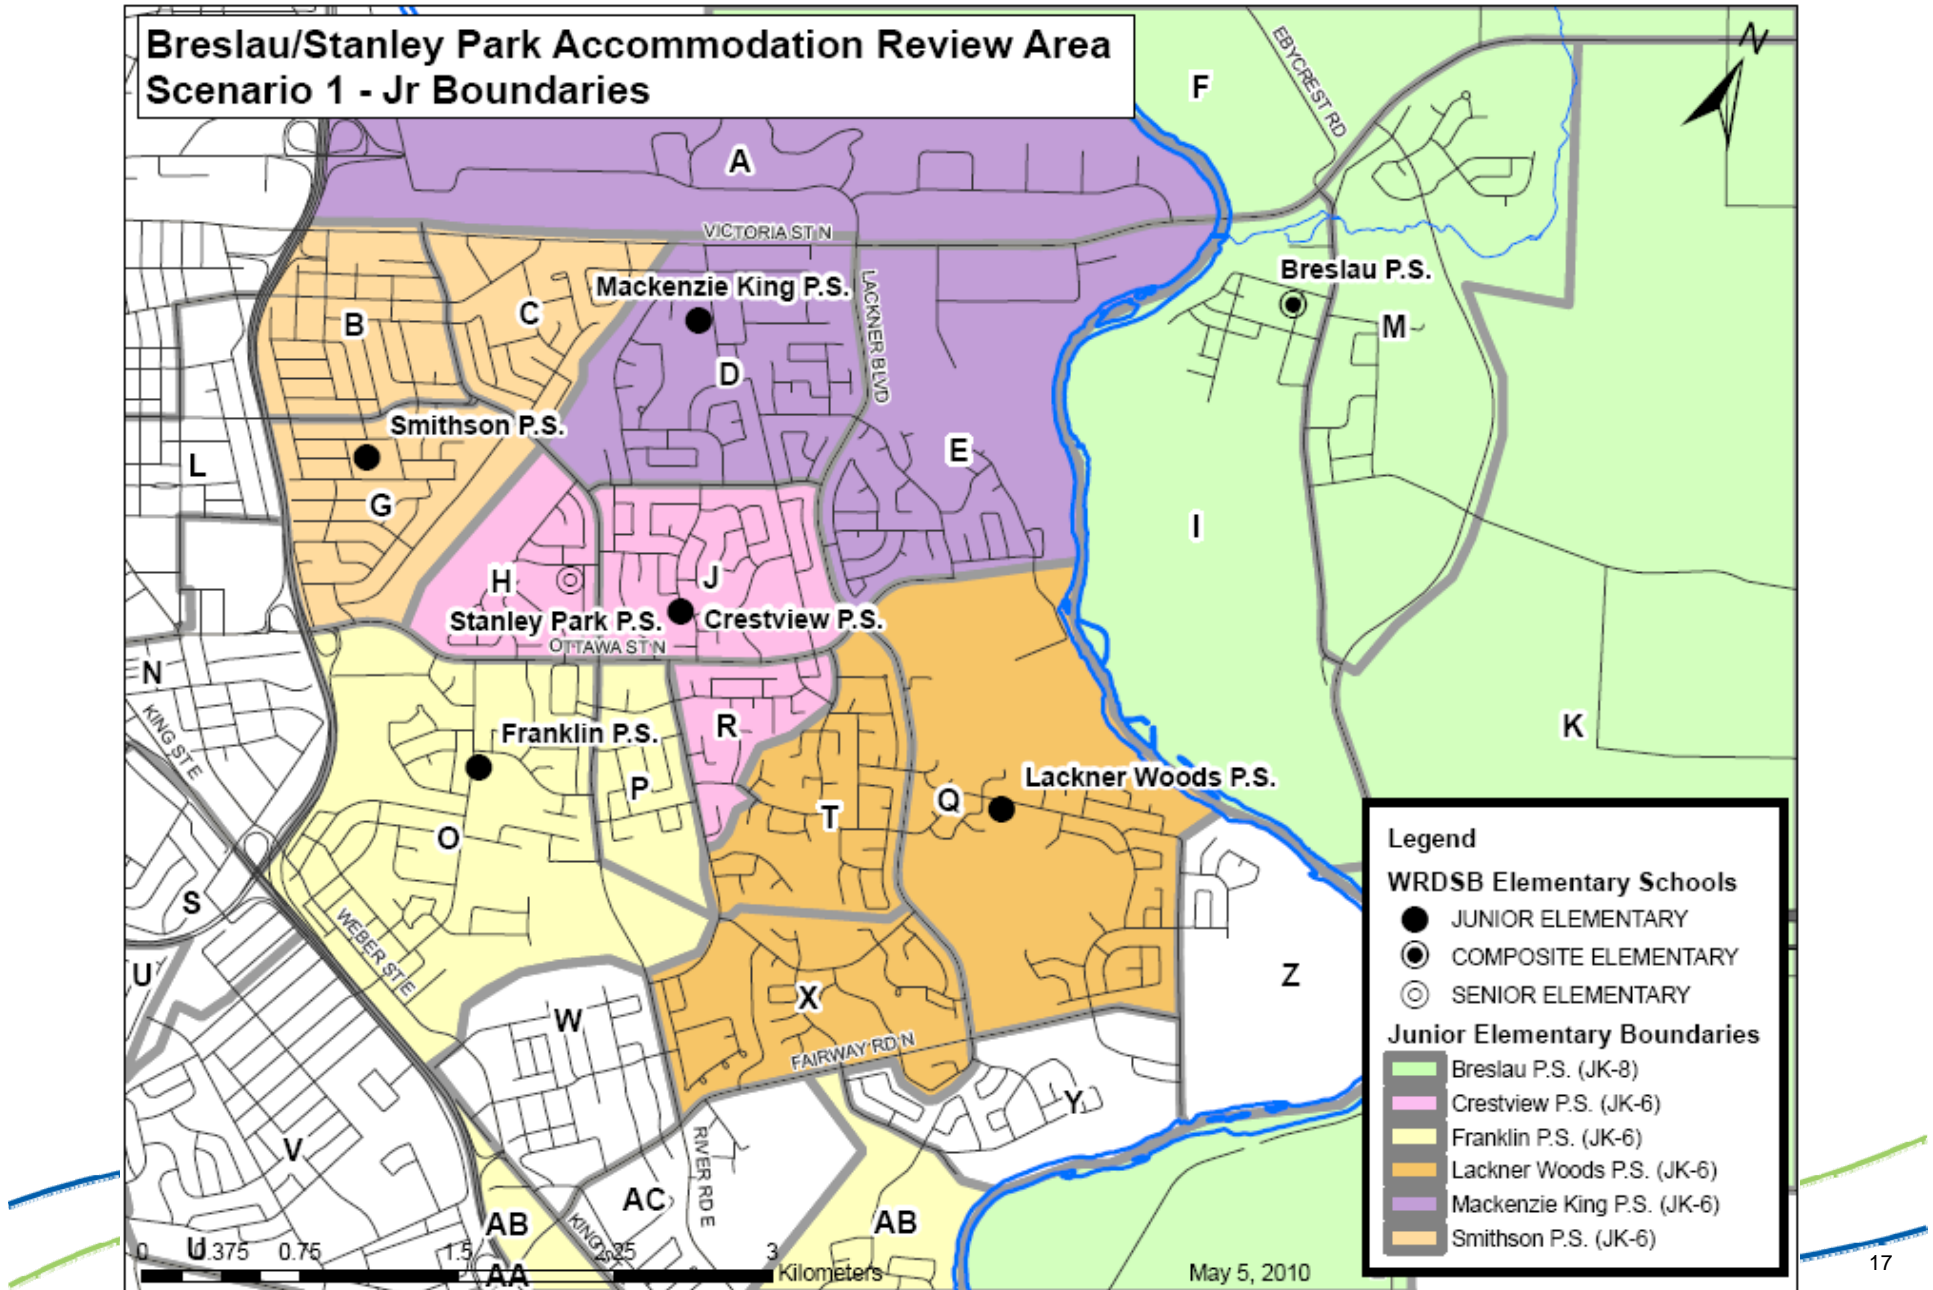 Breslau/Stanley Park Accommodation Review Area
Scenario 1 - Jr Boundaries
N
F
EBYCREST RD
A
VICTORIA ST N
Mackenzie King P.S.
LACKNER BLVD
Breslau P.S.
B
C
D
M
Smithson P.S.
L
G
E
I
H
J
Stanley Park P.S.
Crestview P.S.
OTTAWA ST N
N
KING ST E
Franklin P.S.
R
K
P
Lackner Woods P.S.
O
T
Q
S
WEBER ST E
U
W
X
Z
FAIRWAY RD N
Y
V
RIVER RD E
AC
AB
KING ST
AB
U
AA
0 0.375 0.75 1.5 2.25 3
Kilometers
May 5, 2010
Legend
WRDSB Elementary Schools
JUNIOR ELEMENTARY
COMPOSITE ELEMENTARY
SENIOR ELEMENTARY
Junior Elementary Boundaries
Breslau P.S. (JK-8)
Crestview P.S. (JK-6)
Franklin P.S. (JK-6)
Lackner Woods P.S. (JK-6)
Mackenzie King P.S. (JK-6)
Smithson P.S. (JK-6)
17